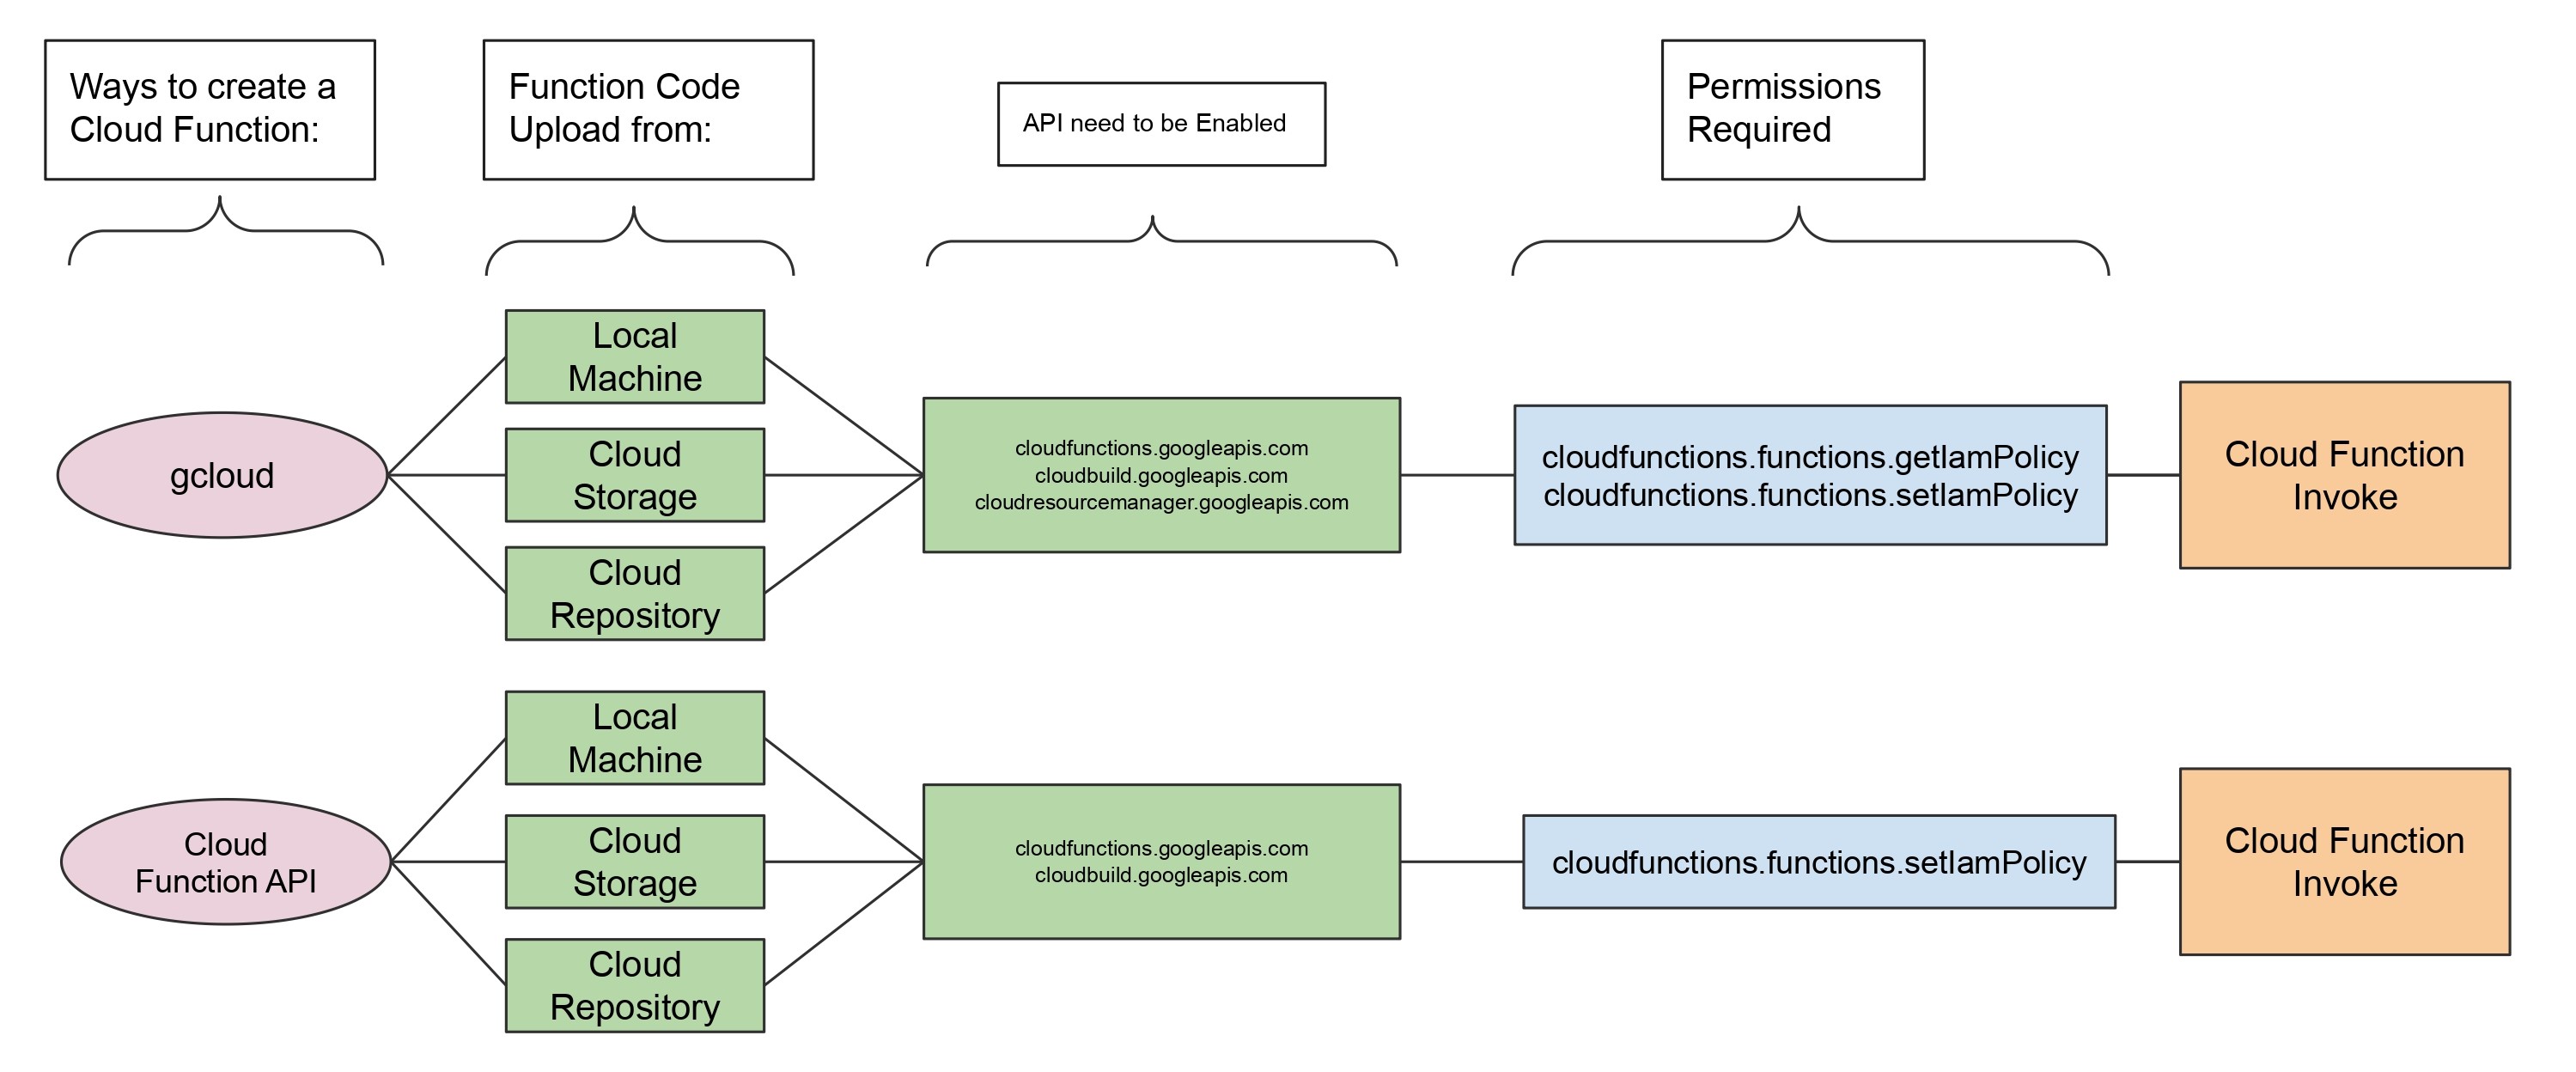 Ways to create a
Cloud Function:
Function Code
Upload from:
API need to be Enabled
Permissions
Required
gcloud
Local
Machine
Cloud
Storage
Cloud
Repository
cloudfunctions.googleapis.com
cloudbuild.googleapis.com
cloudresourcemanager.googleapis.com
cloudfunctions.functions.getIamPolicy
cloudfunctions.functions.setIamPolicy
Cloud Function
Invoke
Cloud
Function API
Local
Machine
Cloud
Storage
Cloud
Repository
cloudfunctions.googleapis.com
cloudbuild.googleapis.com
cloudfunctions.functions.setIamPolicy
Cloud Function
Invoke